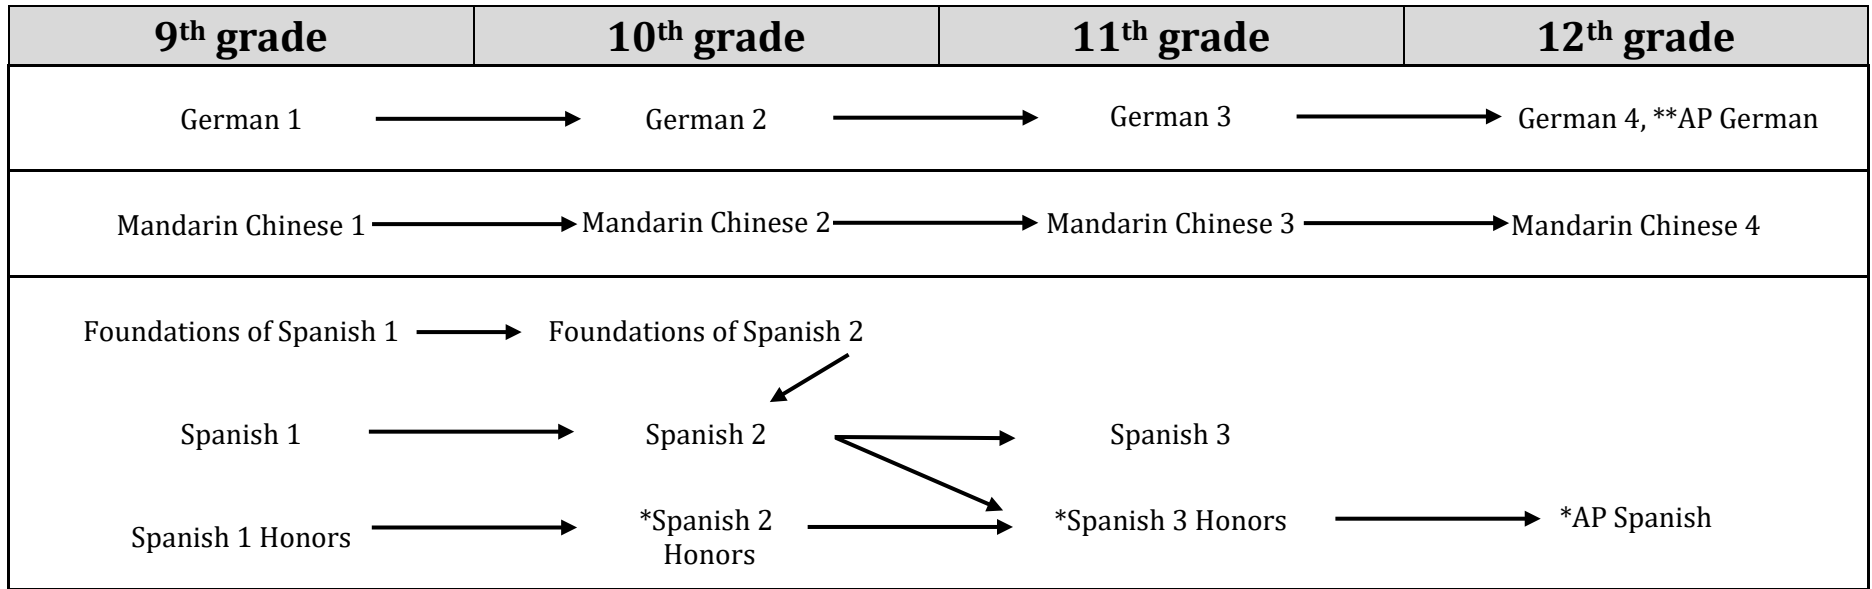 9th grade 10th grade 11th grade 12th grade
German 1 German 2 German 3 German 4, **AP German
Mandarin Chinese 1 Mandarin Chinese 2 Mandarin Chinese 3 Mandarin Chinese 4
Foundations of Spanish 1 Foundations of Spanish 2
Spanish 1 Spanish 2 Spanish 3
Spanish 1 Honors *Spanish 2 *Spanish 3 Honors *AP Spanish
Honors